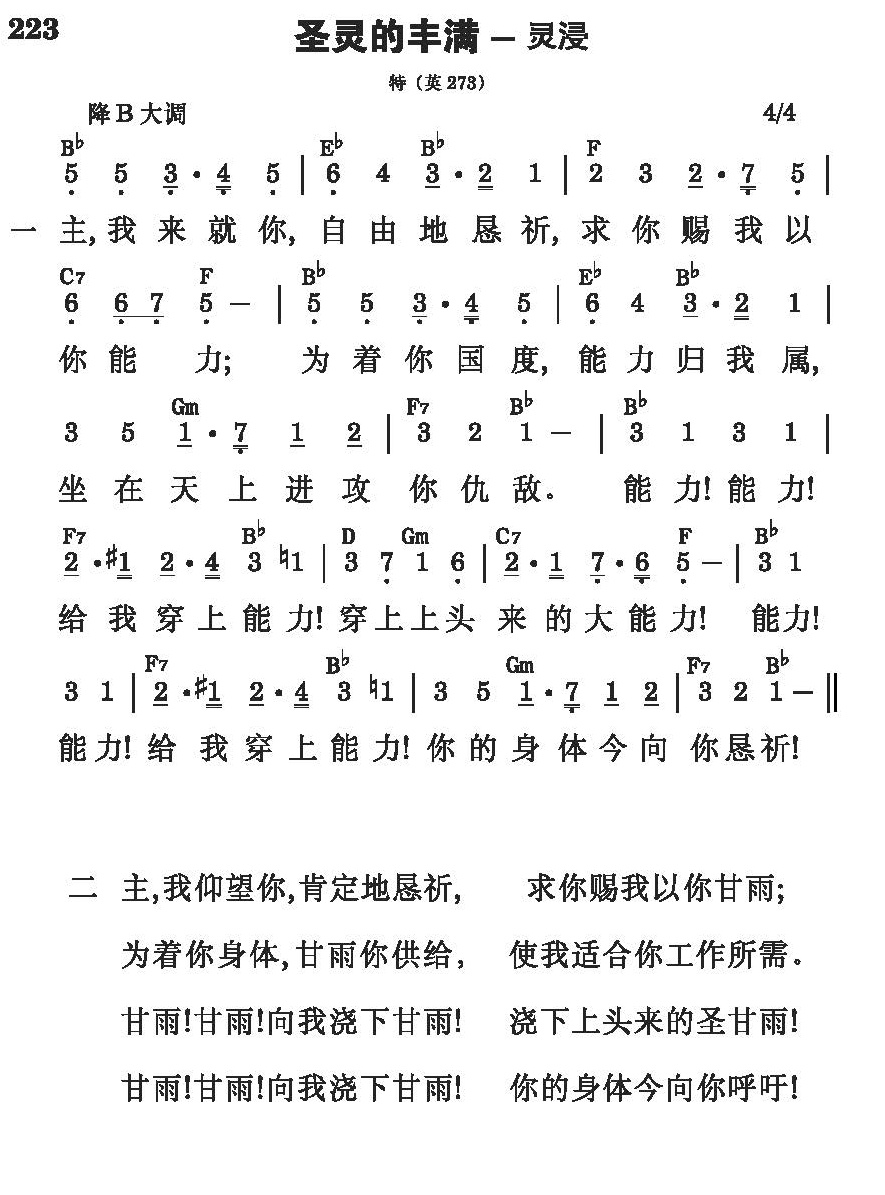 223
圣灵的丰满 — 灵浸
特（英 273）
降 B 大调 4/4
B♭ E♭ B♭ F
5 5 3 · 4 5 | 6 4 3 · 2 1 | 2 3 2 · 7 5 |
一 主, 我 来 就 你, 自 由 地 恳 祈, 求 你 赐 我 以
C7 F B♭ E♭ B♭
6 6 7 5 — | 5 5 3 · 4 5 | 6 4 3 · 2 1 |
你 能 力; 为 着 你 国 度, 能 力 归 我 属,
Gm F7 B♭ B♭
3 5 1 · 7 1 2 | 3 2 1 — | 3 1 3 1 |
坐 在 天 上 进 攻 你 仇 敌。 能 力! 能 力!
F7 B♭ D Gm C7 F B♭
2 · ♯1 2 · 4 3 ♮1 | 3 7 1 6 | 2 · 1 7 · 6 5 — | 3 1
给 我 穿 上 能 力! 穿 上 上 头 来 的 大 能 力! 能 力!
F7 B♭ Gm F7 B♭
3 1 | 2 · ♯1 2 · 4 3 ♮1 | 3 5 1 · 7 1 2 | 3 2 1 — ‖
能 力! 给 我 穿 上 能 力! 你 的 身 体 今 向 你 恳 祈!
二 主,我仰望你,肯定地恳祈, 求你赐我以你甘雨;
为着你身体,甘雨你供给， 使我适合你工作所需。
甘雨!甘雨!向我浇下甘雨! 浇下上头来的圣甘雨!
甘雨!甘雨!向我浇下甘雨! 你的身体今向你呼吁!